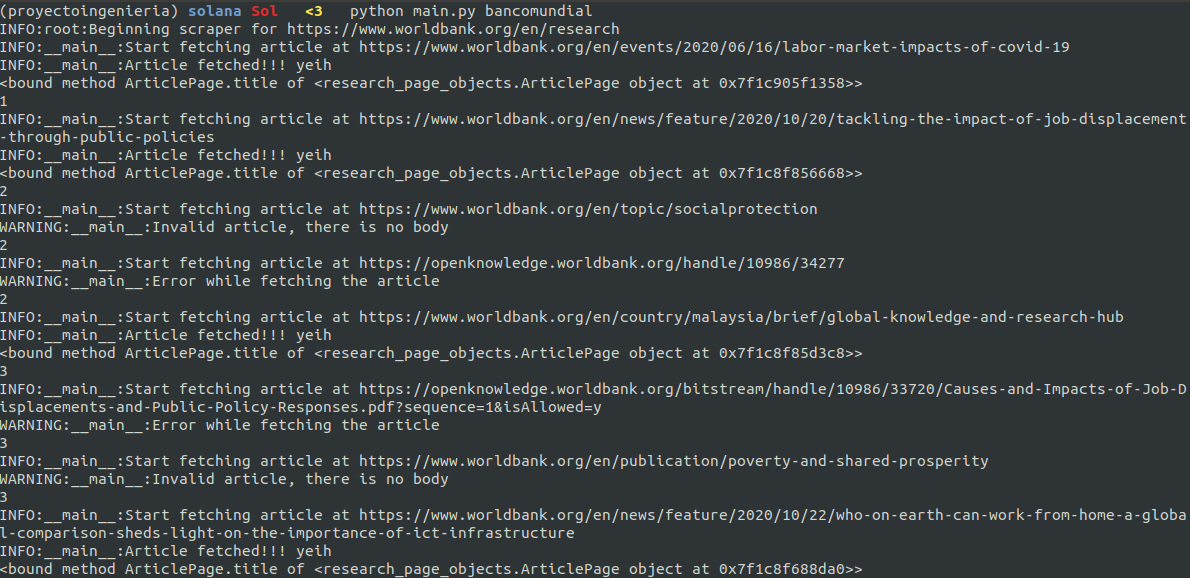 (proyectoingenieria) solana Sol <3 python main.py bancomundial
INFO:root:Beginning scraper for https://www.worldbank.org/en/research
INFO:__main__:Start fetching article at https://www.worldbank.org/en/events/2020/06/16/labor-market-impacts-of-covid-19
INFO:__main__:Article fetched!!! yeih
<bound method ArticlePage.title of <research_page_objects.ArticlePage object at 0x7f1c905f1358>>
1
INFO:__main__:Start fetching article at https://www.worldbank.org/en/news/feature/2020/10/20/tackling-the-impact-of-job-displacement
-through-public-policies
INFO:__main__:Article fetched!!! yeih
<bound method ArticlePage.title of <research_page_objects.ArticlePage object at 0x7f1c8f856668>>
2
INFO:__main__:Start fetching article at https://www.worldbank.org/en/topic/socialprotection
WARNING:__main__:Invalid article, there is no body
2
INFO:__main__:Start fetching article at https://openknowledge.worldbank.org/handle/10986/34277
WARNING:__main__:Error while fetching the article
2
INFO:__main__:Start fetching article at https://www.worldbank.org/en/country/malaysia/brief/global-knowledge-and-research-hub
INFO:__main__:Article fetched!!! yeih
<bound method ArticlePage.title of <research_page_objects.ArticlePage object at 0x7f1c8f85d3c8>>
3
INFO:__main__:Start fetching article at https://openknowledge.worldbank.org/bitstream/handle/10986/33720/Causes-and-Impacts-of-Job-D
isplacements-and-Public-Policy-Responses.pdf?sequence=1&isAllowed=y
WARNING:__main__:Error while fetching the article
3
INFO:__main__:Start fetching article at https://www.worldbank.org/en/publication/poverty-and-shared-prosperity
WARNING:__main__:Invalid article, there is no body
3
INFO:__main__:Start fetching article at https://www.worldbank.org/en/news/feature/2020/10/22/who-on-earth-can-work-from-home-a-globa
l-comparison-sheds-light-on-the-importance-of-ict-infrastructure
INFO:__main__:Article fetched!!! yeih
<bound method ArticlePage.title of <research_page_objects.ArticlePage object at 0x7f1c8f688da0>>